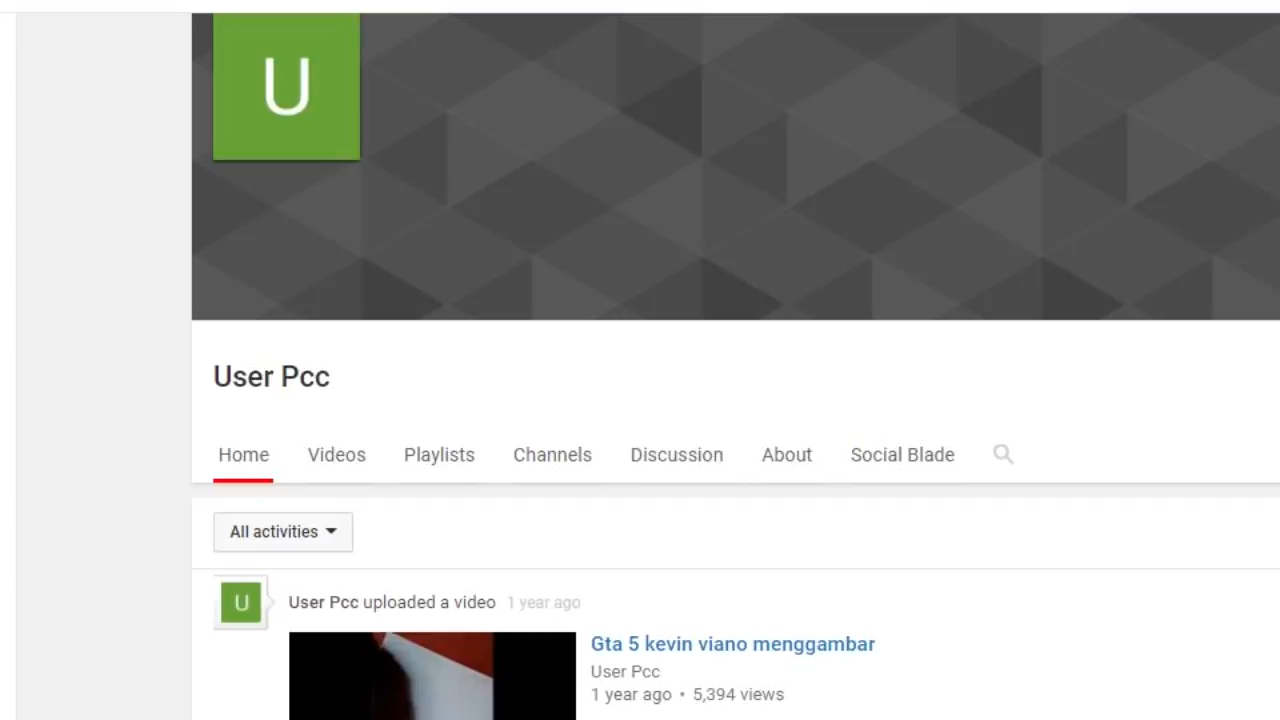 U
User Pcc
Home Videos Playlists Channels Discussion About Social Blade
All activities
U
User Pcc uploaded a video 1 year ago
Gta 5 kevin viano menggambar
User Pcc
1 year ago • 5,394 views